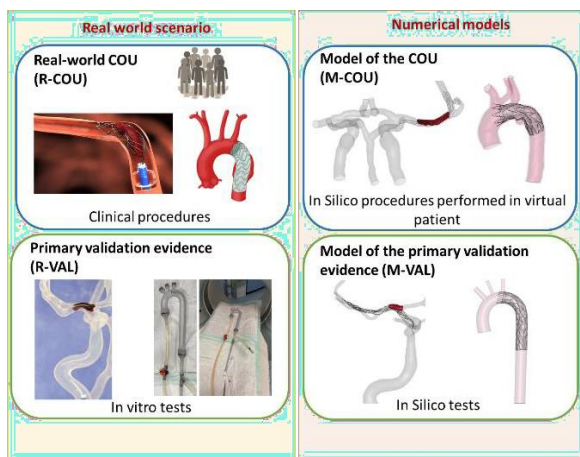 Real world scenario
Real-world COU
(R-COU)
Clinical procedures
Primary validation evidence
(R-VAL)
In vitro tests
Numerical models
Model of the COU
(M-COU)
In Silico procedures performed in virtual
patient
Model of the primary validation
evidence (M-VAL)
In Silico tests